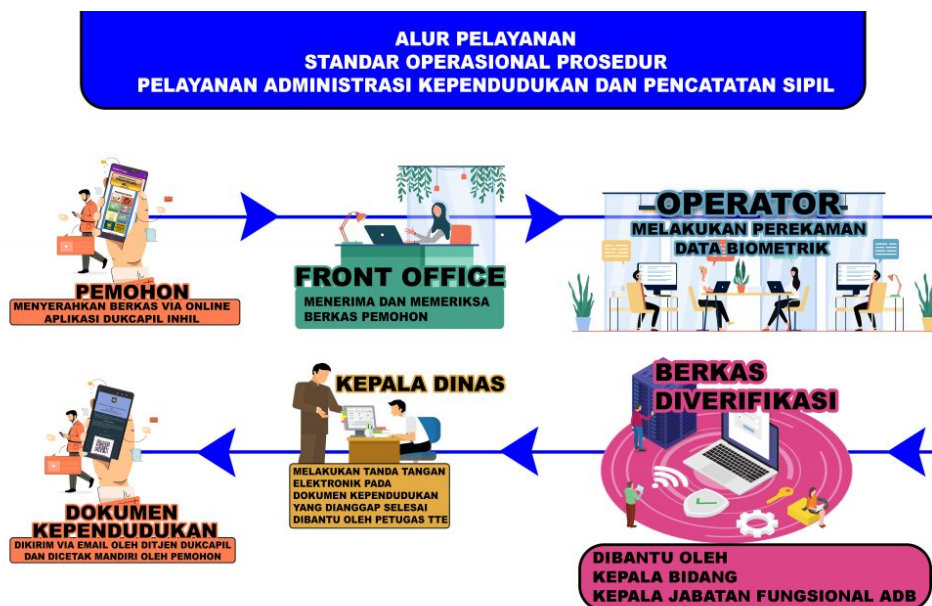 ALUR PELAYANAN
STANDAR OPERASIONAL PROSEDUR
PELAYANAN ADMINISTRASI KEPENDUDUKAN DAN PENCATATAN SIPIL
PEMOHON
MENYERAHKAN BERKAS VIA ONLINE
APLIKASI DUKCAPIL INHIL
FRONT OFFICE
MENERIMA DAN MEMERIKSA
BERKAS PEMOHON
OPERATOR
MELAKUKAN PEREKAMAN
DATA BIOMETRIK
BERKAS
DIVERIFIKASI
DIBANTU OLEH
KEPALA BIDANG
KEPALA JABATAN FUNGSIONAL ADB
KEPALA DINAS
MELAKUKAN TANDA TANGAN
ELEKTRONIK PADA
DOKUMEN KEPENDUDUKAN
YANG DIANGGAP SELESAI
DIBANTU OLEH PETUGAS TTE
DOKUMEN
KEPENDUDUKAN
DIKIRIM VIA EMAIL OLEH DITJEN DUKCAPIL
DAN DICETAK MANDIRI OLEH PEMOHON